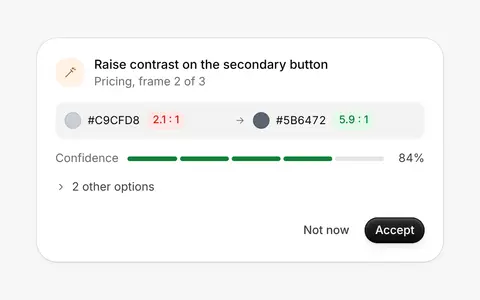 Raise contrast on the secondary button
Pricing, frame 2 of 3
#C9CFD8 2.1 : 1 → #5B6472 5.9 : 1
Confidence 84%
2 other options
Not now Accept